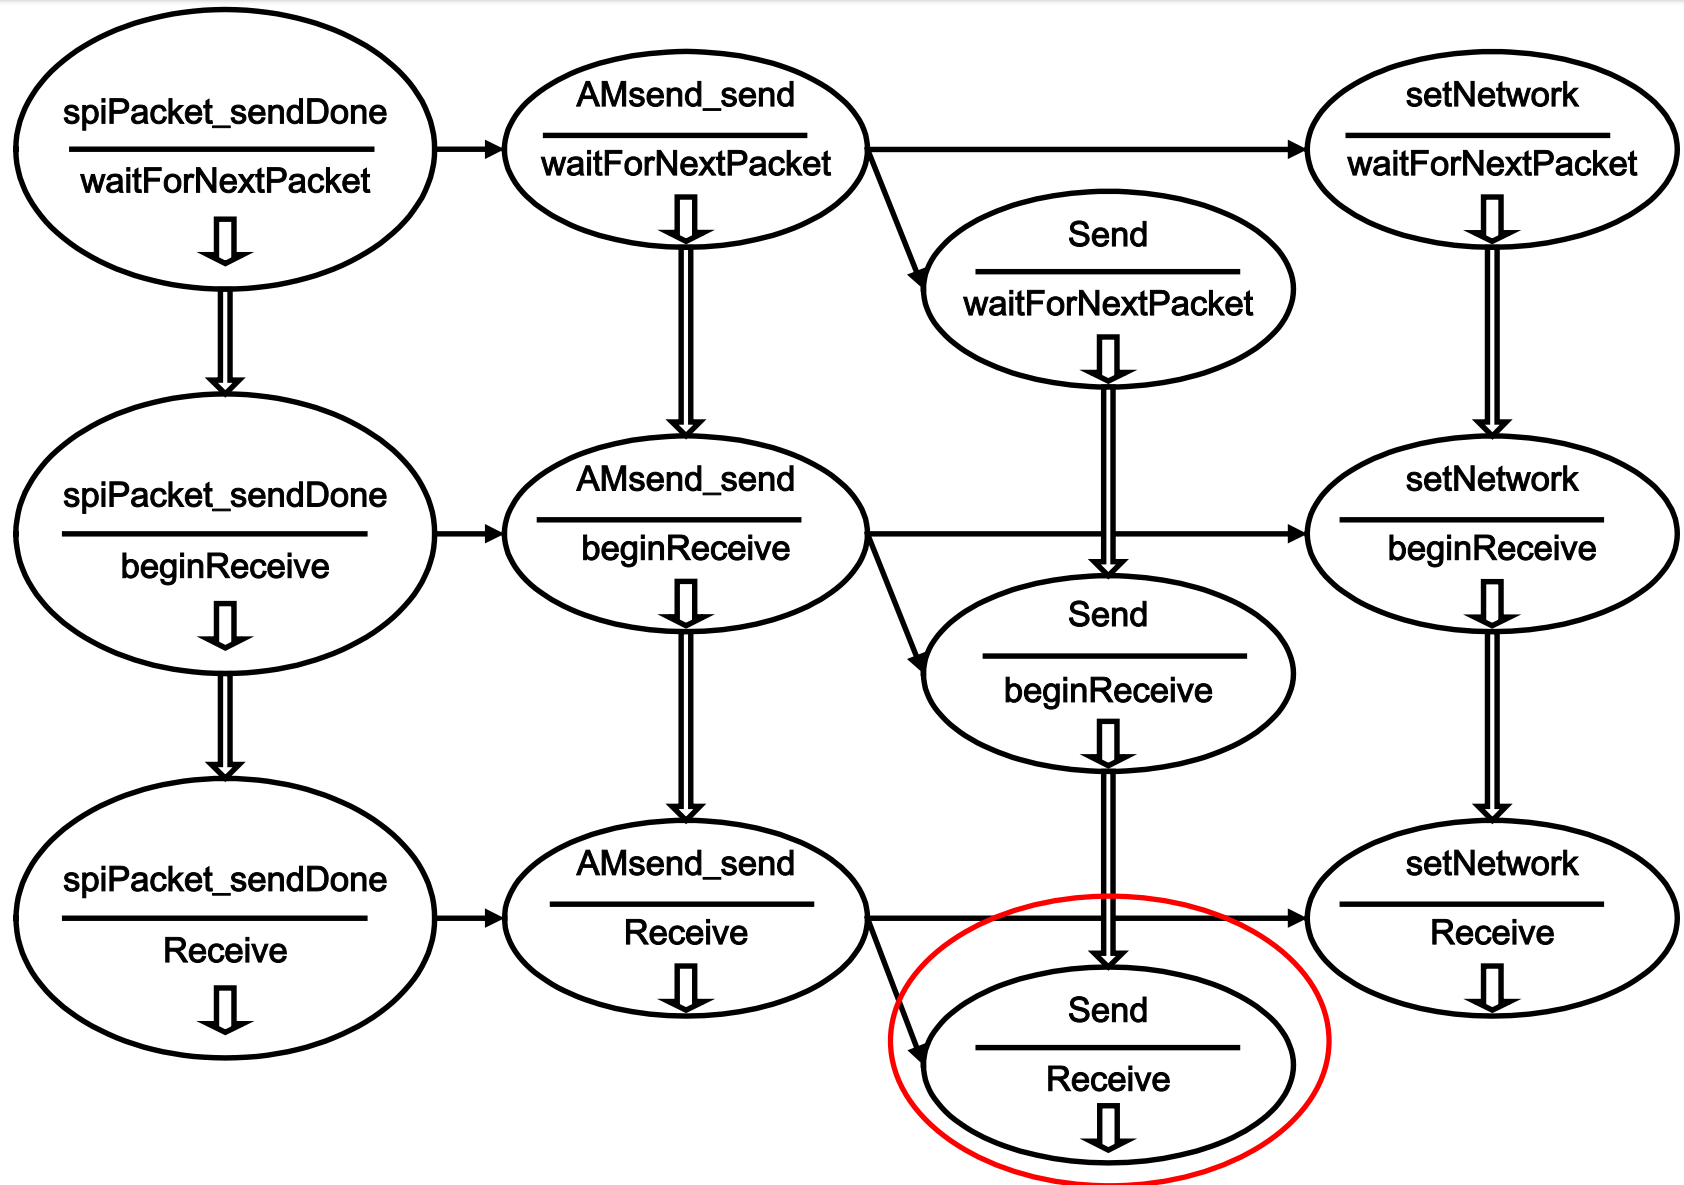 spiPacket_sendDone
waitForNextPacket
AMsend_send
waitForNextPacket
Send
waitForNextPacket
setNetwork
waitForNextPacket
spiPacket_sendDone
beginReceive
AMsend_send
beginReceive
Send
beginReceive
setNetwork
beginReceive
spiPacket_sendDone
Receive
AMsend_send
Receive
Send
Receive
setNetwork
Receive